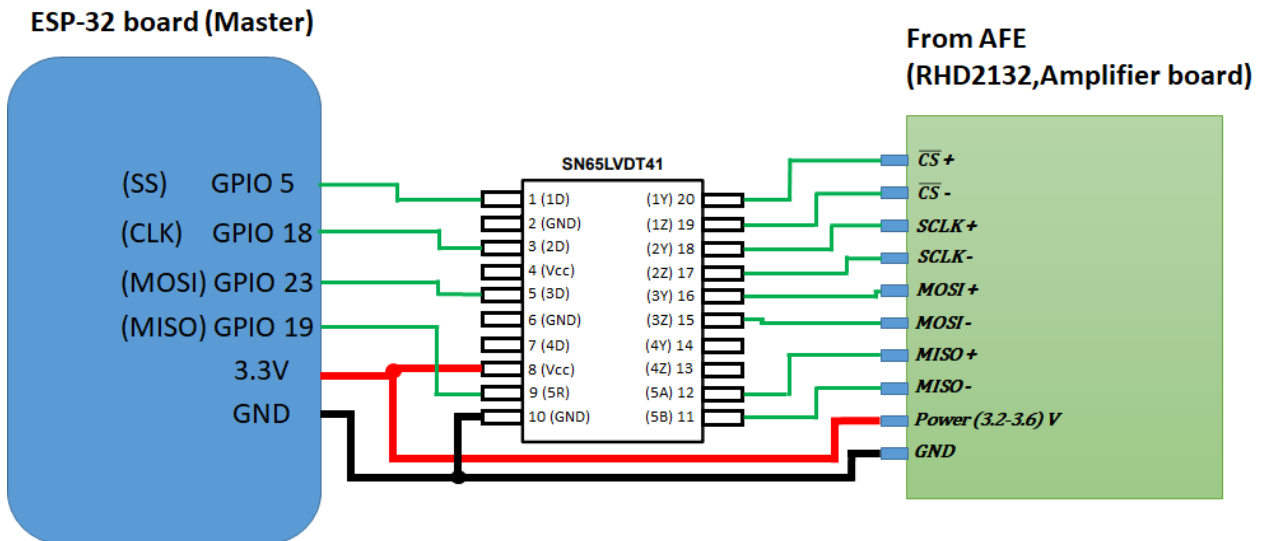 ESP-32 board (Master)
From AFE
(RHD2132,Amplifier board)
SN65LVDT41
(SS) GPIO 5
(CLK) GPIO 18
(MOSI) GPIO 23
(MISO) GPIO 19
3.3V
GND
1 (1D)
2 (GND)
3 (2D)
4 (Vcc)
5 (3D)
6 (GND)
7 (4D)
8 (Vcc)
9 (5R)
10 (GND)
(1Y) 20
(1Z) 19
(2Y) 18
(2Z) 17
(3Y) 16
(3Z) 15
(4Y) 14
(4Z) 13
(5A) 12
(5B) 11
C̅S̅ +
C̅S̅ -
SCLK+
SCLK-
MOSI+
MOSI-
MISO+
MISO-
Power (3.2-3.6) V
GND